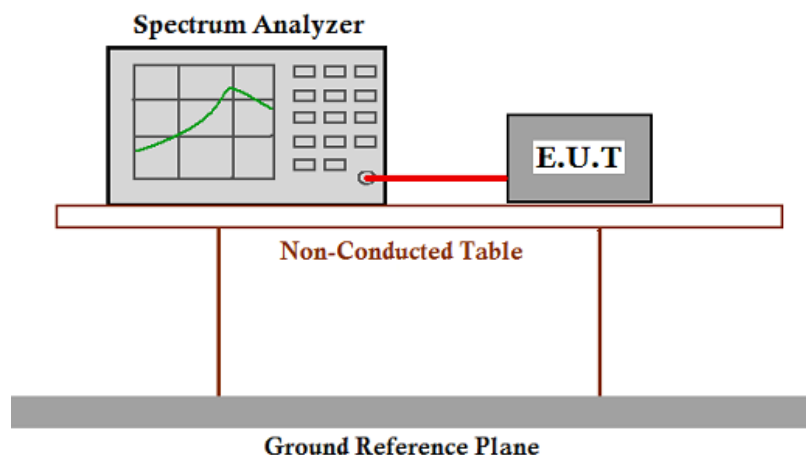 Spectrum Analyzer
E.U.T
Non-Conducted Table
Ground Reference Plane